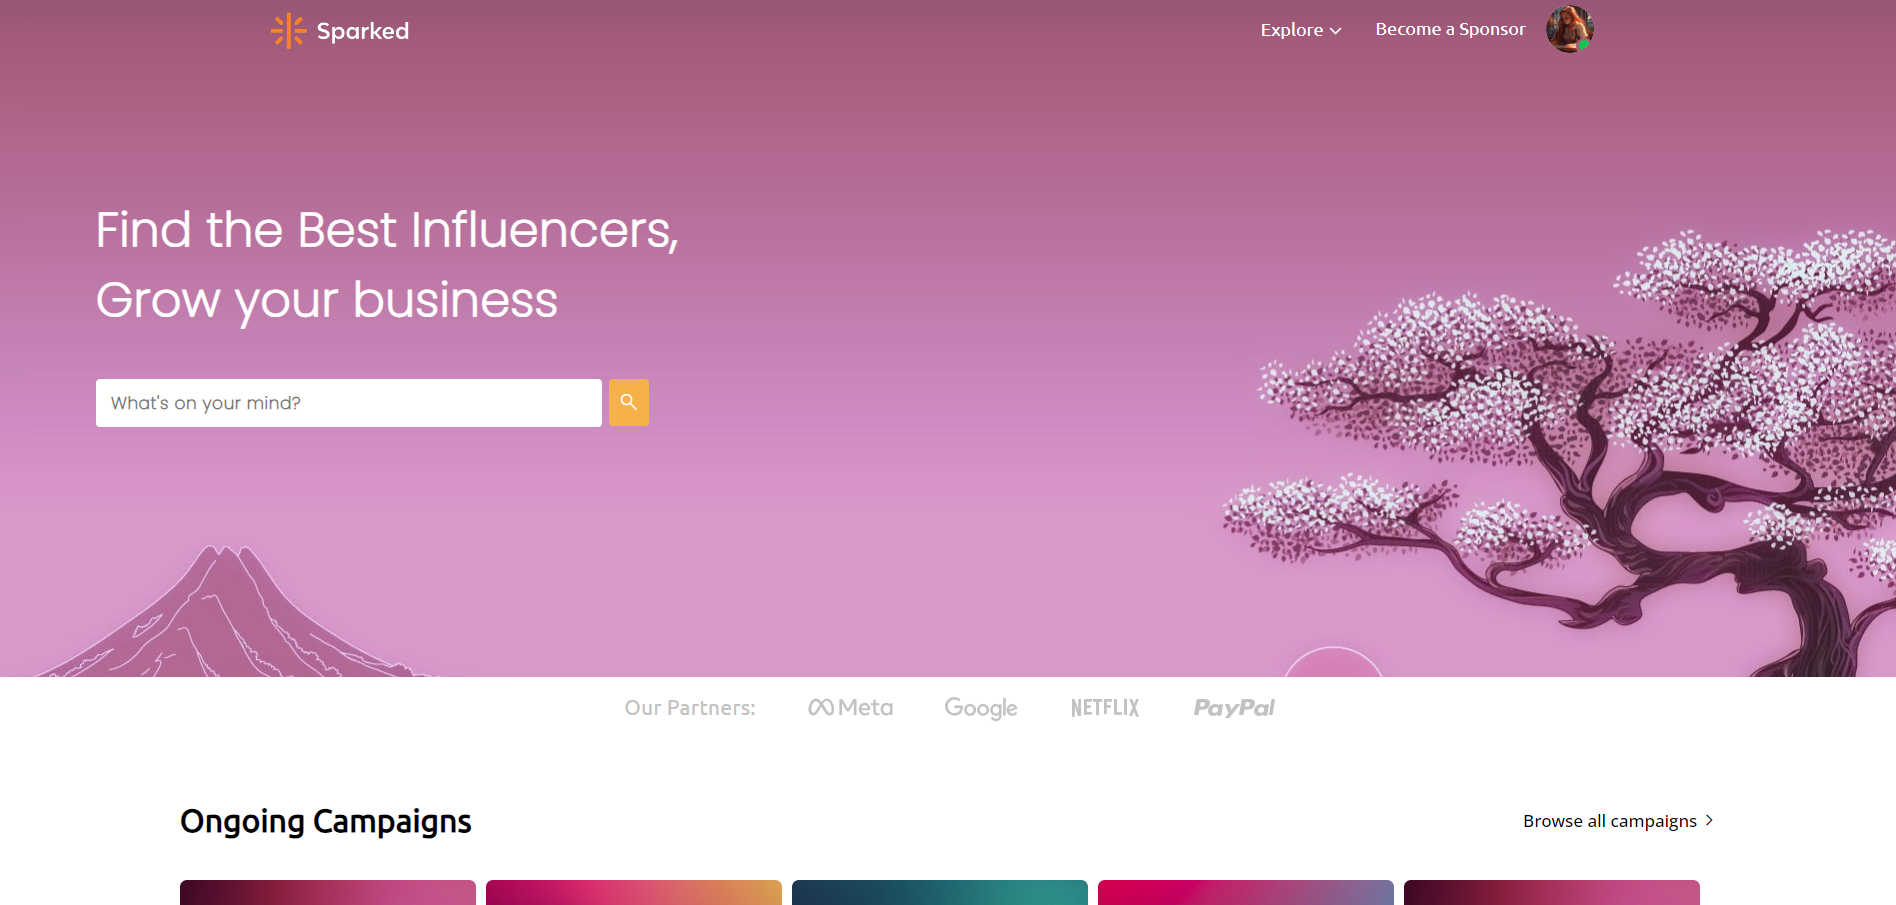 Sparked
Explore
Become a Sponsor
Find the Best Influencers,
Grow your business
What's on your mind?
Our Partners:
Meta
Google
NETFLIX
PayPal
Ongoing Campaigns
Browse all campaigns